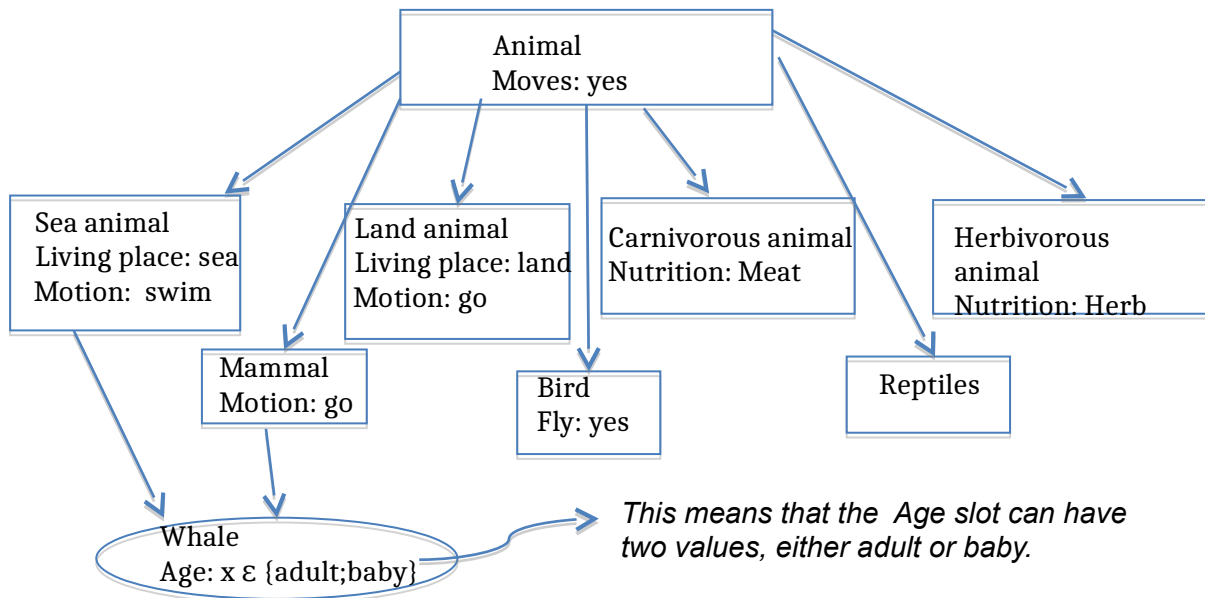 Animal
Moves: yes
Sea animal
Living place: sea
Motion:  swim
Land animal
Living place: land
Motion: go
Carnivorous animal
Nutrition: Meat
Herbivorous
animal
Nutrition: Herb
Mammal
Motion: go
Bird
Fly: yes
Reptiles
Whale
Age: x ε {adult;baby}
This means that the  Age slot can have
two values, either adult or baby.